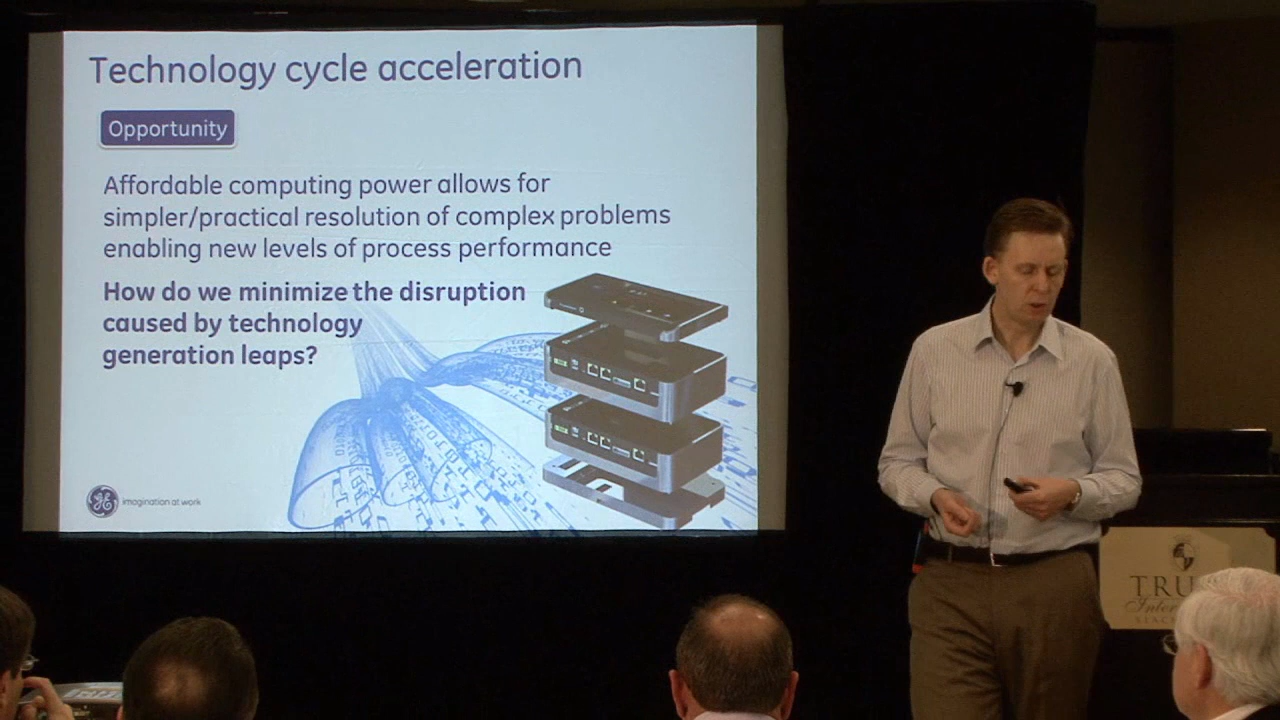 Technology cycle acceleration
Opportunity
Affordable computing power allows for
simpler/practical resolution of complex problems
enabling new levels of process performance
How do we minimize the disruption
caused by technology
generation leaps?
GE
imagination at work